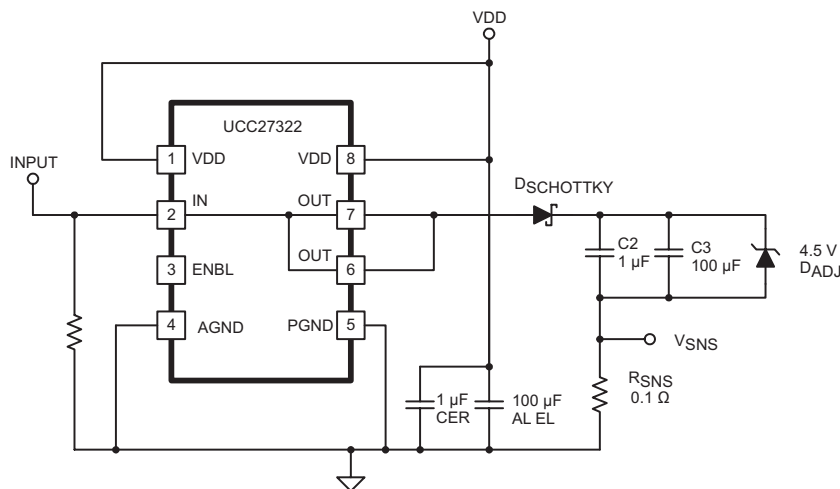 VDD
UCC27322
INPUT
1 VDD
VDD 8
DSCHOTTKY
2 IN
OUT 7
C2
1 µF
C3
100 µF
4.5 V
DADJ
3 ENBL
OUT 6
4 AGND
PGND 5
VSNS
RSNS
0.1 Ω
1 µF
CER
100 µF
AL EL